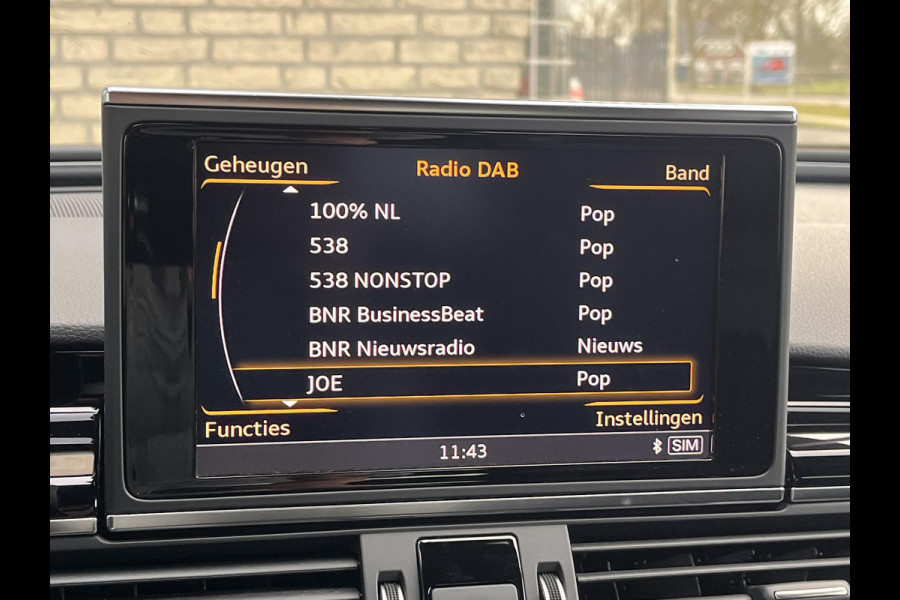 Geheugen Radio DAB Band
100% NL Pop
538 Pop
538 NONSTOP Pop
BNR BusinessBeat Pop
BNR Nieuwsradio Nieuws
JOE Pop
Functies Instellingen
11:43 SIM